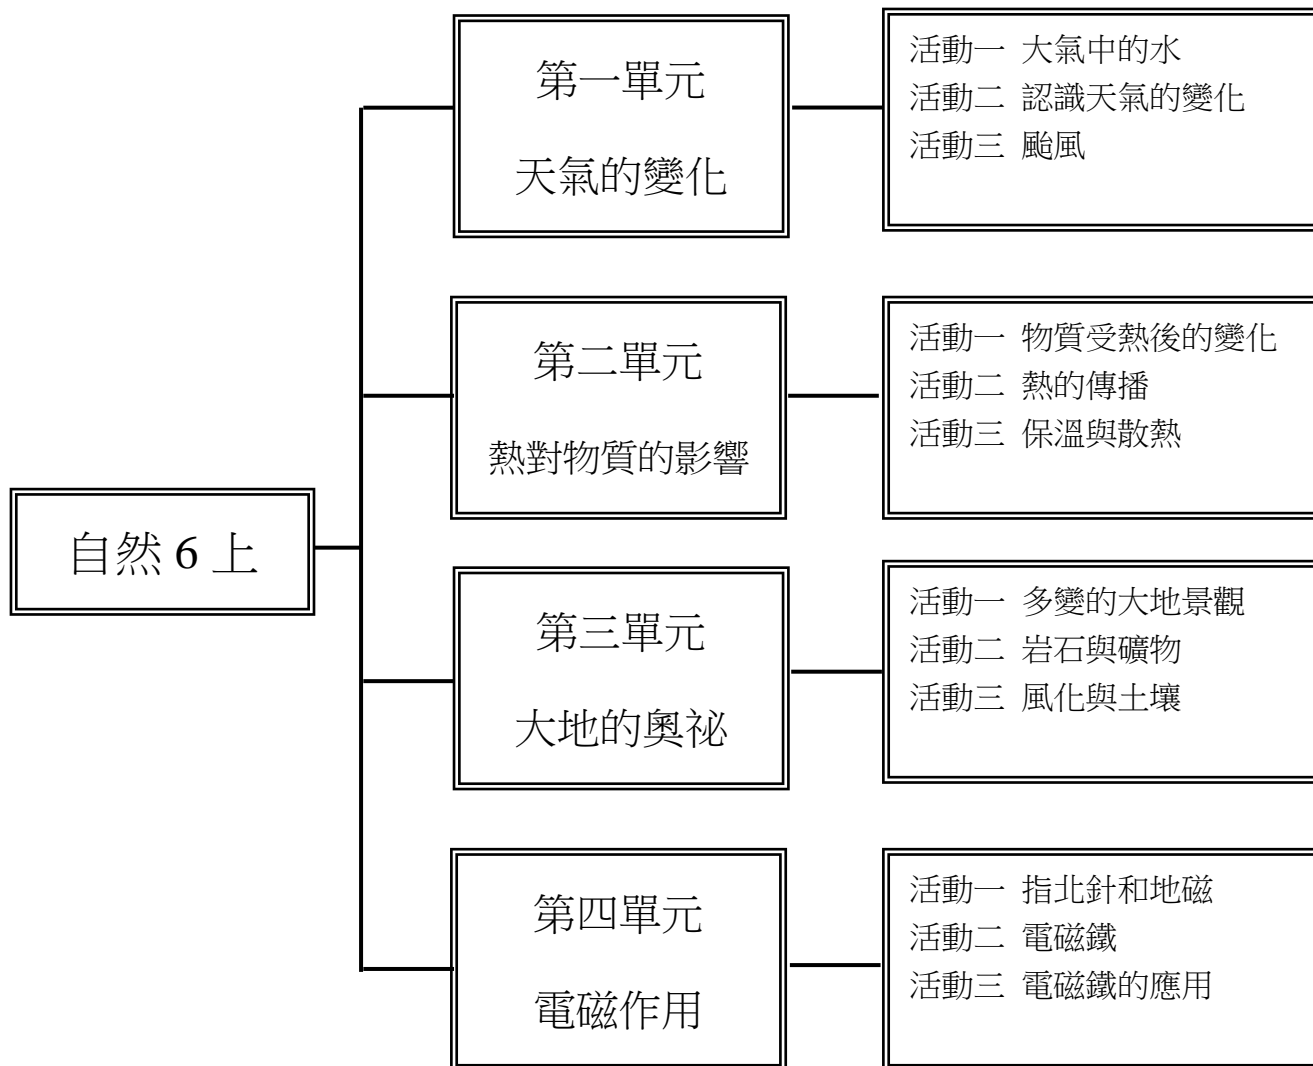 自然 6 上
第一單元
天氣的變化
活動一 大氣中的水
活動二 認識天氣的變化
活動三 颱風
第二單元
熱對物質的影響
活動一 物質受熱後的變化
活動二 熱的傳播
活動三 保溫與散熱
第三單元
大地的奧祕
活動一 多變的大地景觀
活動二 岩石與礦物
活動三 風化與土壤
第四單元
電磁作用
活動一 指北針和地磁
活動二 電磁鐵
活動三 電磁鐵的應用